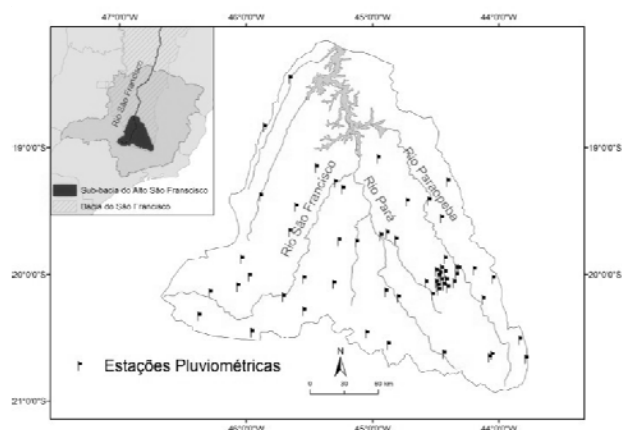 47°0'0"W
46°0'0"W
45°0'0"W
44°0'0"W
Rio São Francisco
Sub-bacia do Alto São Franscisco
Bacia do São Francisco
19°0'0"S
19°0'0"S
Rio São Francisco
Rio Pará
Rio Paraopeba
20°0'0"S
20°0'0"S
Estações Pluviométricas
N
0
60 km
21°0'0"S
46°0'0"W
45°0'0"W
44°0'0"W